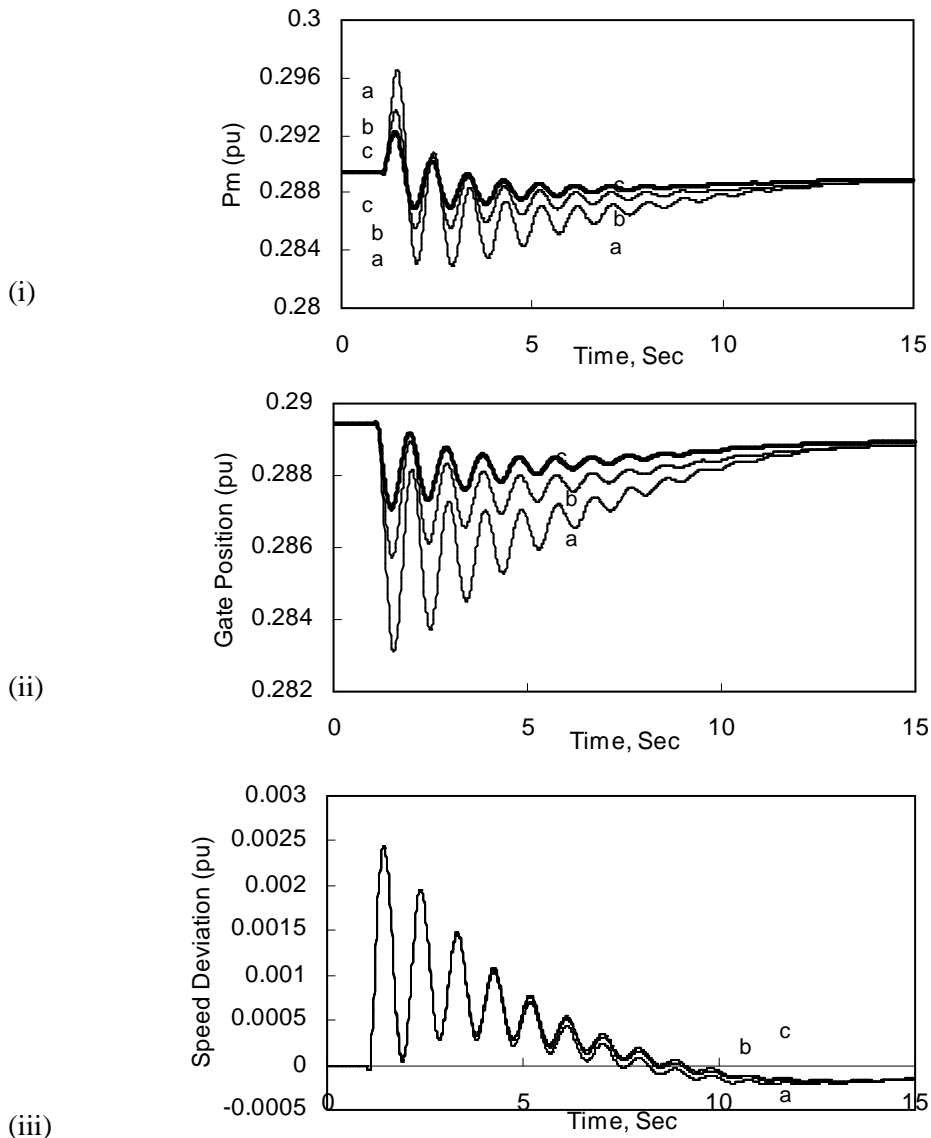 0.3
0.296
0.292
0.288
0.284
0.28
Pm (pu)
a
b
c
c
b
a
c
b
a
0
5
10
15
Time, Sec
(i)
0.29
0.288
0.286
0.284
0.282
Gate Position (pu)
c
b
a
0
5
10
15
Time, Sec
(ii)
0.003
0.0025
0.002
0.0015
0.001
0.0005
0
-0.0005
Speed Deviation (pu)
c
b
a
0
5
10
15
Time, Sec
(iii)